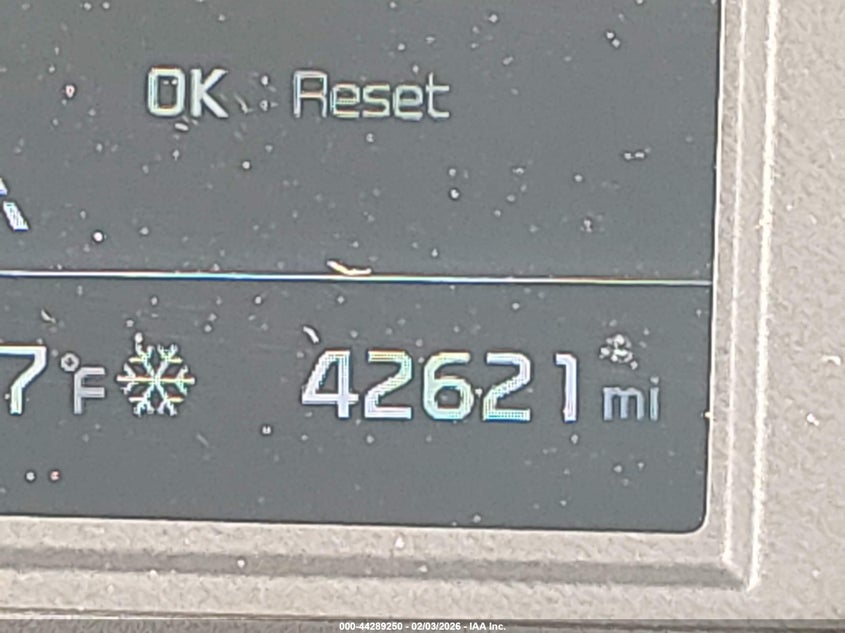 OK : Reset
7°F 42621 mi
000-44289250 - 02/03/2026 - IAA Inc.